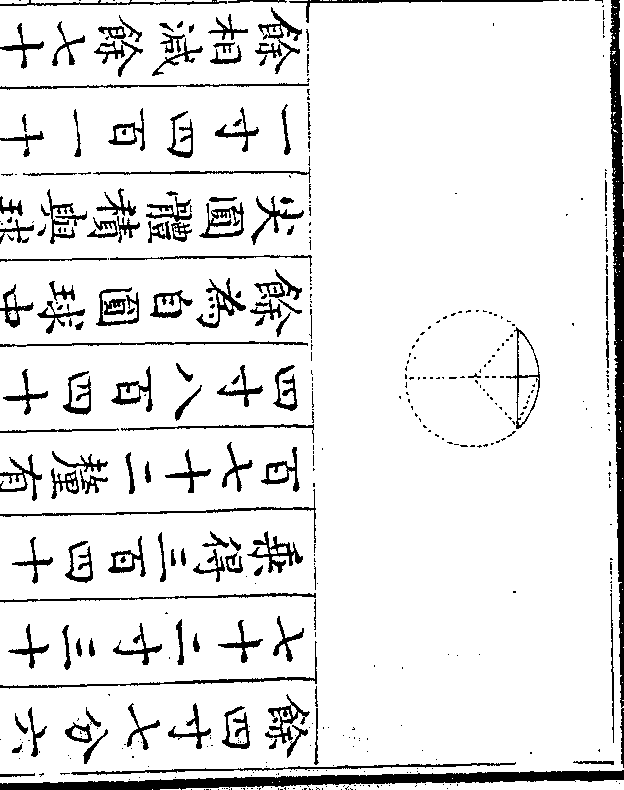 餘四寸七分六
七十二寸三十
乘得三百四十
百七十二釐有
四寸八百四十
餘為自圓球中
尖圓體積與球
一寸四百一十
餘相減餘七十